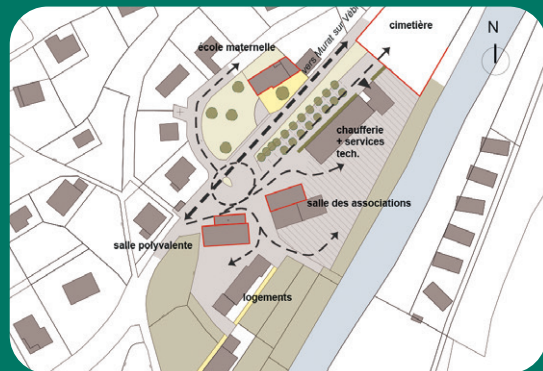 cimetière
N
école maternelle
vers Murat sur Vèbre
chaufferie
+ services
tech.
salle des associations
salle polyvalente
logements